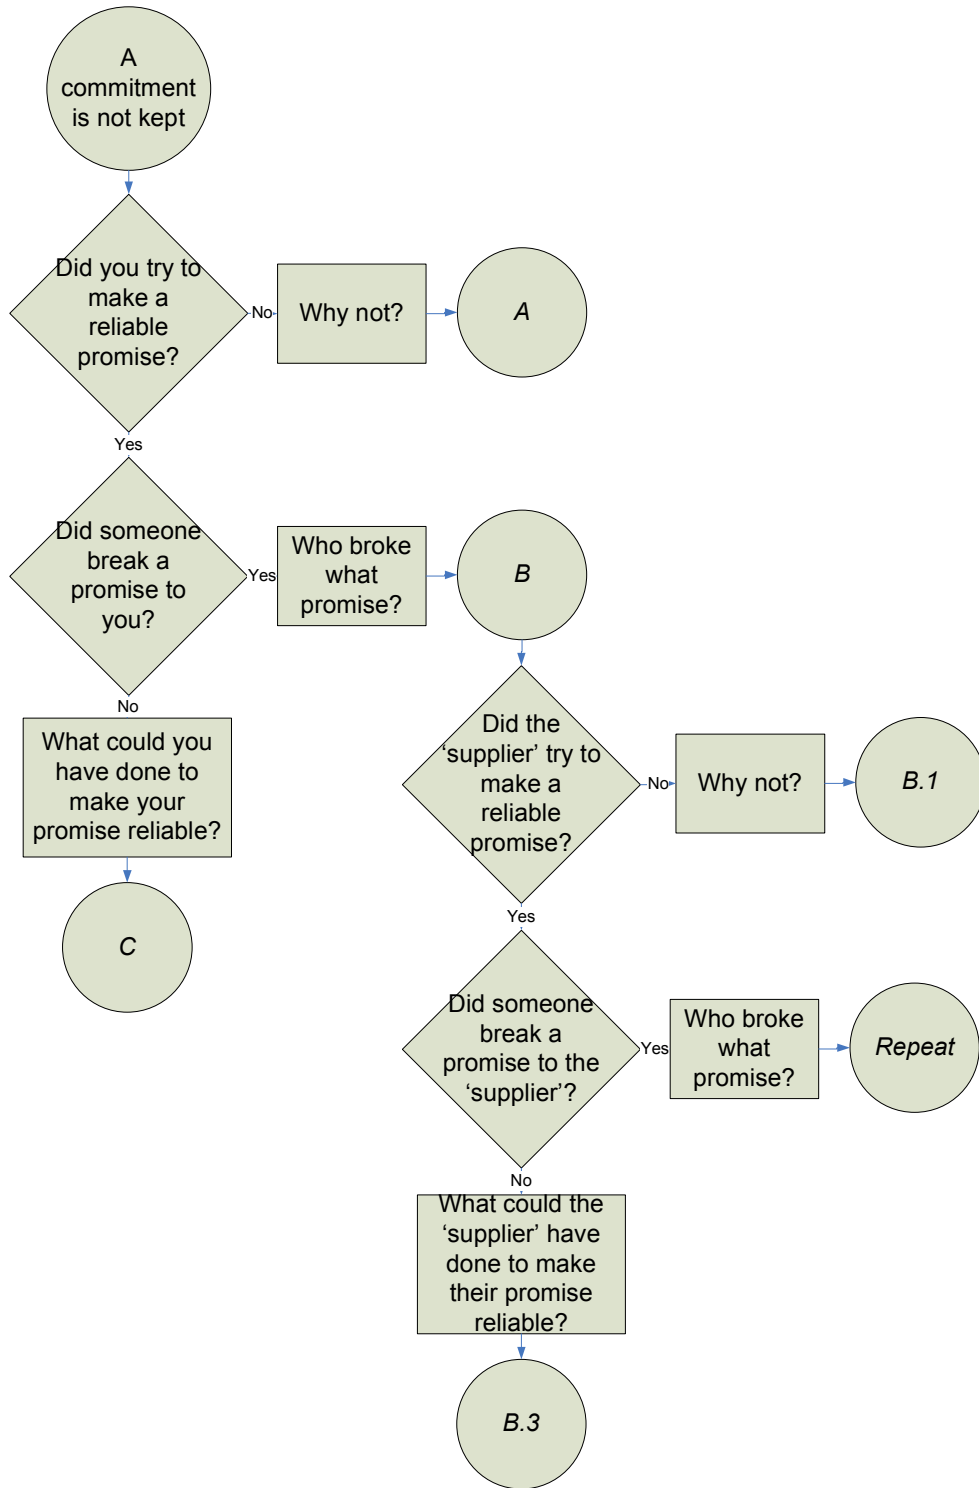 A
commitment
is not kept
Did you try to
make a
reliable
promise?
No
Why not?
A
Yes
Did someone
break a
promise to
you?
Yes
Who broke
what
promise?
B
No
What could you
have done to
make your
promise reliable?
C
Did the
‘supplier’ try to
make a
reliable
promise?
No
Why not?
B.1
Yes
Did someone
break a
promise to the
‘supplier’?
Yes
Who broke
what
promise?
Repeat
No
What could the
‘supplier’ have
done to make
their promise
reliable?
B.3